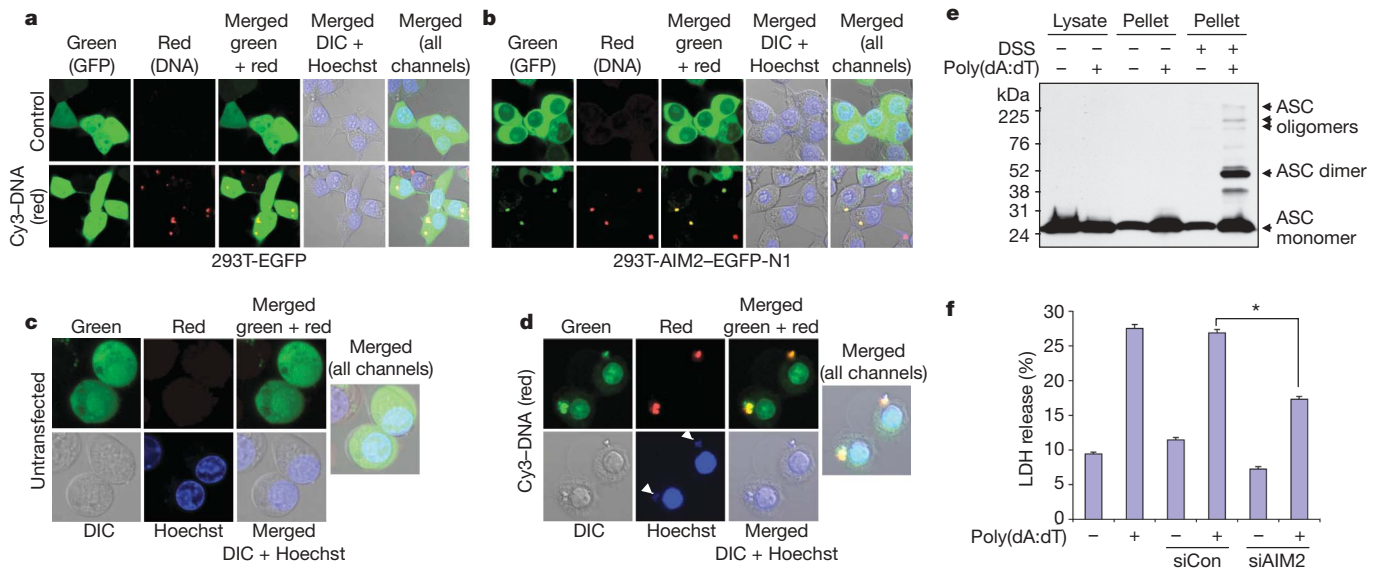 a
Green (GFP)
Red (DNA)
Merged green + red
Merged DIC + Hoechst
Merged (all channels)
Control
Cy3–DNA (red)
293T-EGFP
b
Green (GFP)
Red (DNA)
Merged green + red
Merged DIC + Hoechst
Merged (all channels)
293T-AIM2–EGFP-N1
c
Green
Red
Merged green + red
Merged (all channels)
Untransfected
DIC
Hoechst
Merged DIC + Hoechst
d
Green
Red
Merged green + red
Merged (all channels)
Cy3–DNA (red)
DIC
Hoechst
Merged DIC + Hoechst
e
Lysate Pellet Pellet
DSS – – – – + +
Poly(dA:dT) – + – + – +
kDa
225
76
52
38
31
24
ASC oligomers
ASC dimer
ASC monomer
f
LDH release (%)
30
25
20
15
10
5
0
*
Poly(dA:dT) – + – + – +
siCon siAIM2